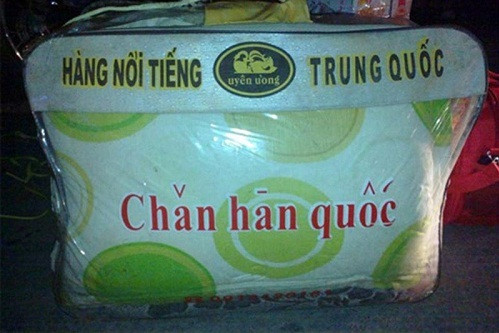 HÀNG NỔI TIẾNG
uyên ương
TRUNG QUỐC
Chăn hàn quốc